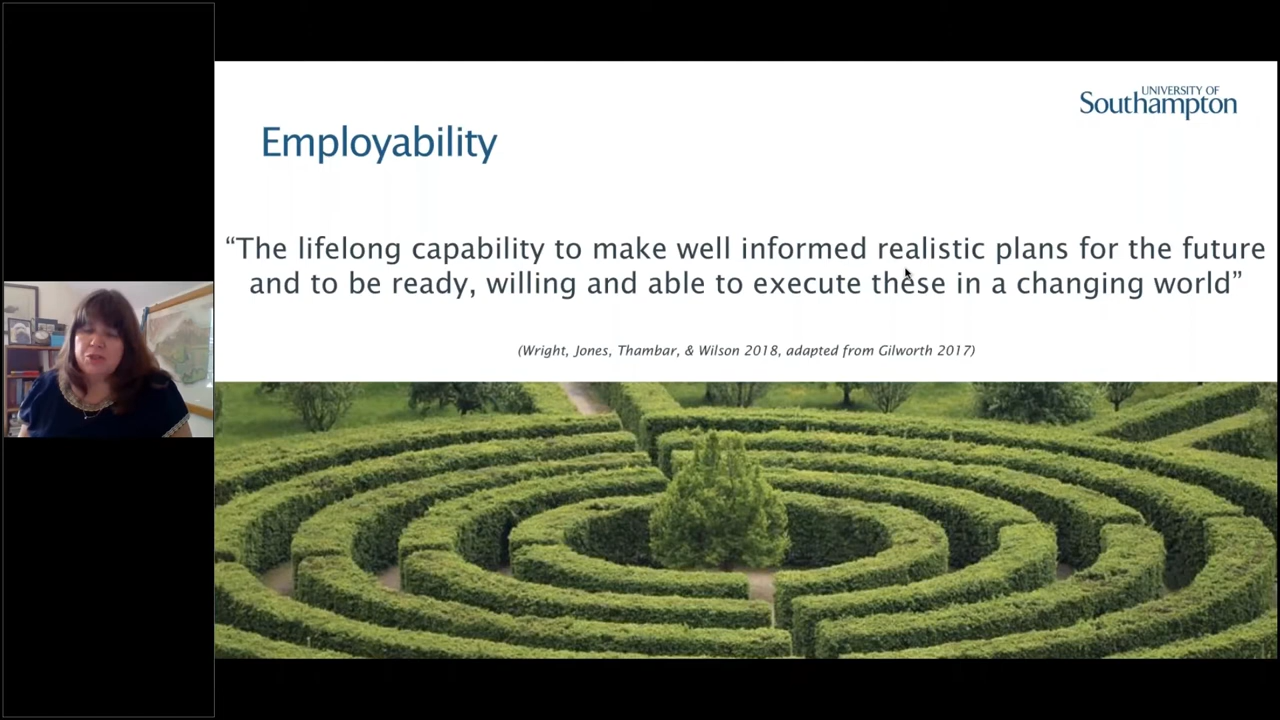 UNIVERSITY OF
Southampton
Employability
“The lifelong capability to make well informed realistic plans for the future
and to be ready, willing and able to execute these in a changing world”
(Wright, Jones, Thambar, & Wilson 2018, adapted from Gilworth 2017)